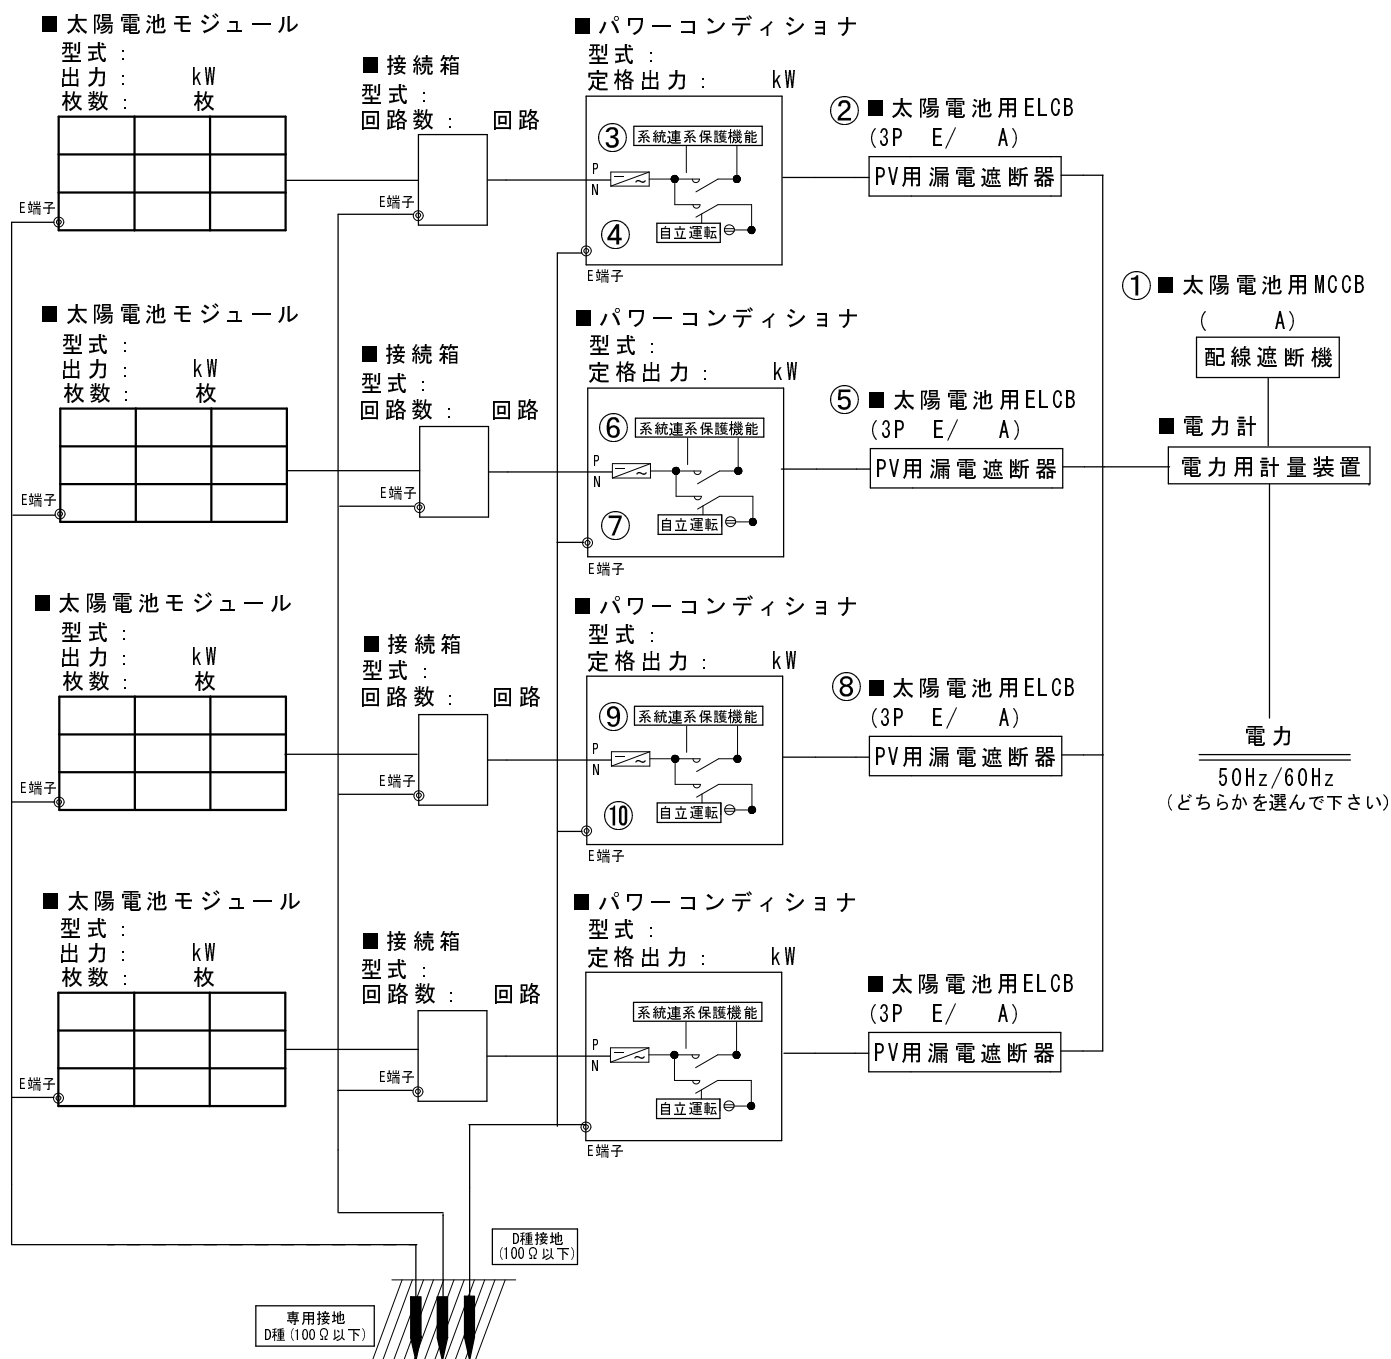 ■太陽電池モジュール
型式：
出力： kW
枚数： 枚
E端子
■接続箱
型式：
回路数： 回路
E端子
■パワーコンディショナ
型式：
定格出力： kW
③ 系統連系保護機能
P
N
④ 自立運転
E端子
② ■太陽電池用ELCB
(3P E/ A)
PV用漏電遮断器
① ■太陽電池用MCCB
( A)
配線遮断機
■電力計
電力用計量装置
電力
50Hz/60Hz
(どちらかを選んで下さい)
■太陽電池モジュール
型式：
出力： kW
枚数： 枚
E端子
■接続箱
型式：
回路数： 回路
E端子
■パワーコンディショナ
型式：
定格出力： kW
⑥ 系統連系保護機能
P
N
⑦ 自立運転
E端子
⑤ ■太陽電池用ELCB
(3P E/ A)
PV用漏電遮断器
■太陽電池モジュール
型式：
出力： kW
枚数： 枚
E端子
■接続箱
型式：
回路数： 回路
E端子
■パワーコンディショナ
型式：
定格出力： kW
⑨ 系統連系保護機能
P
N
⑩ 自立運転
E端子
⑧ ■太陽電池用ELCB
(3P E/ A)
PV用漏電遮断器
■太陽電池モジュール
型式：
出力： kW
枚数： 枚
E端子
■接続箱
型式：
回路数： 回路
E端子
■パワーコンディショナ
型式：
定格出力： kW
系統連系保護機能
P
N
自立運転
E端子
■太陽電池用ELCB
(3P E/ A)
PV用漏電遮断器
D種接地
(100Ω以下)
専用接地
D種(100Ω以下)